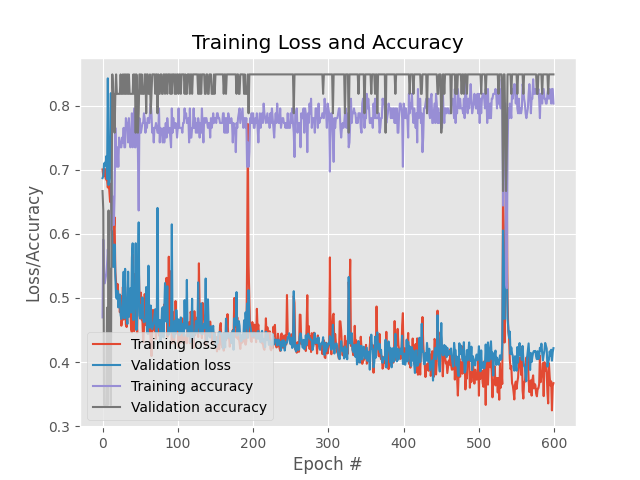 Training Loss and Accuracy
Loss/Accuracy
0.8
0.7
0.6
0.5
0.4
0.3
Training loss
Validation loss
Training accuracy
Validation accuracy
0 100 200 300 400 500 600
Epoch #